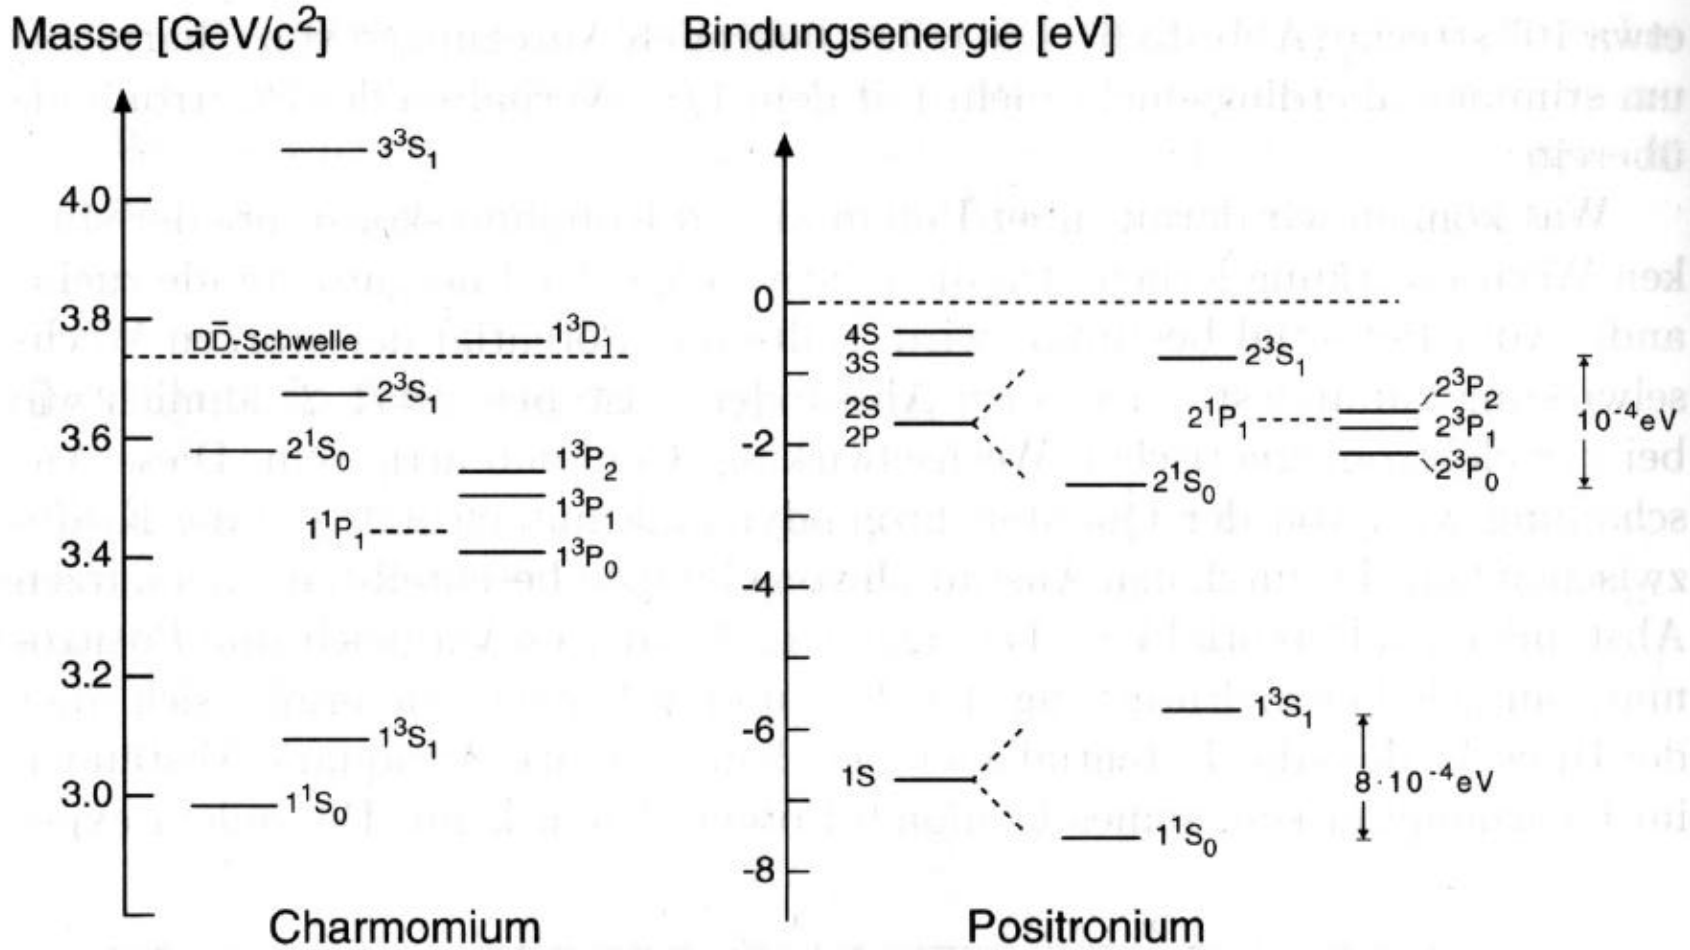 Masse [GeV/c²]
3³S₁
4.0
3.8
DD̄-Schwelle
1³D₁
2³S₁
3.6
2¹S₀
1³P₂
1³P₁
1¹P₁
3.4
1³P₀
3.2
1³S₁
3.0
1¹S₀
Charmomium
Bindungsenergie [eV]
0
4S
3S
2³S₁
2³P₂
2S
2¹P₁
10⁻⁴eV
2³P₁
2P
-2
2³P₀
2¹S₀
-4
1³S₁
-6
1S
8·10⁻⁴eV
1¹S₀
-8
Positronium